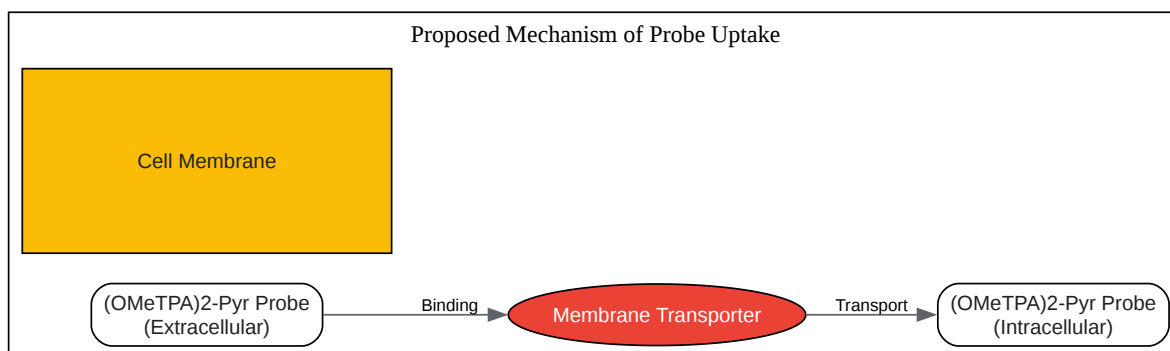 Proposed Mechanism of Probe Uptake
Cell Membrane
(OMeTPA)2-Pyr Probe
(Extracellular)
Binding
Membrane Transporter
Transport
(OMeTPA)2-Pyr Probe
(Intracellular)